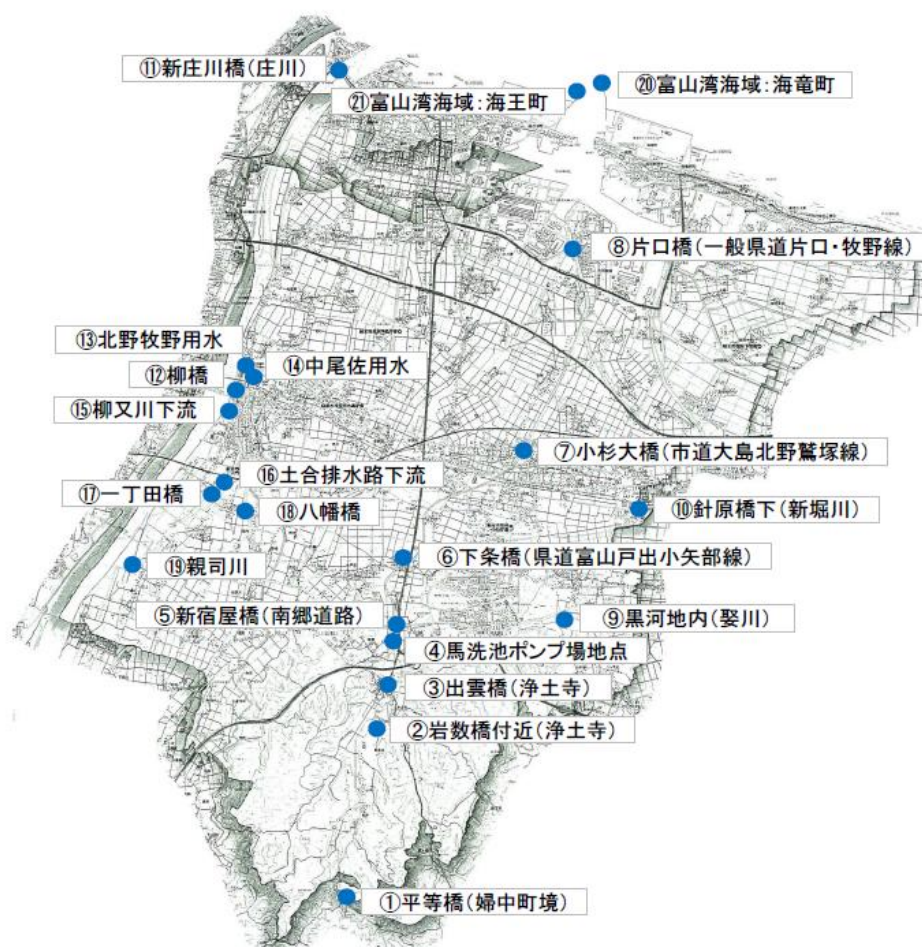 ⑪新庄川橋(庄川)
⑳富山湾海域:海竜町
㉑富山湾海域:海王町
⑧片口橋(一般県道片口・牧野線)
⑬北野牧野用水
⑭中尾佐用水
⑫柳橋
⑮柳又川下流
⑦小杉大橋(市道大島北野鷲塚線)
⑯土合排水路下流
⑰一丁田橋
⑱八幡橋
⑩針原橋下(新堀川)
⑥下条橋(県道富山戸出小矢部線)
⑲親司川
⑤新宿屋橋(南郷道路)
⑨黒河地内(娶川)
④馬洗池ポンプ場地点
③出雲橋(浄土寺)
②岩数橋付近(浄土寺)
①平等橋(婦中町境)